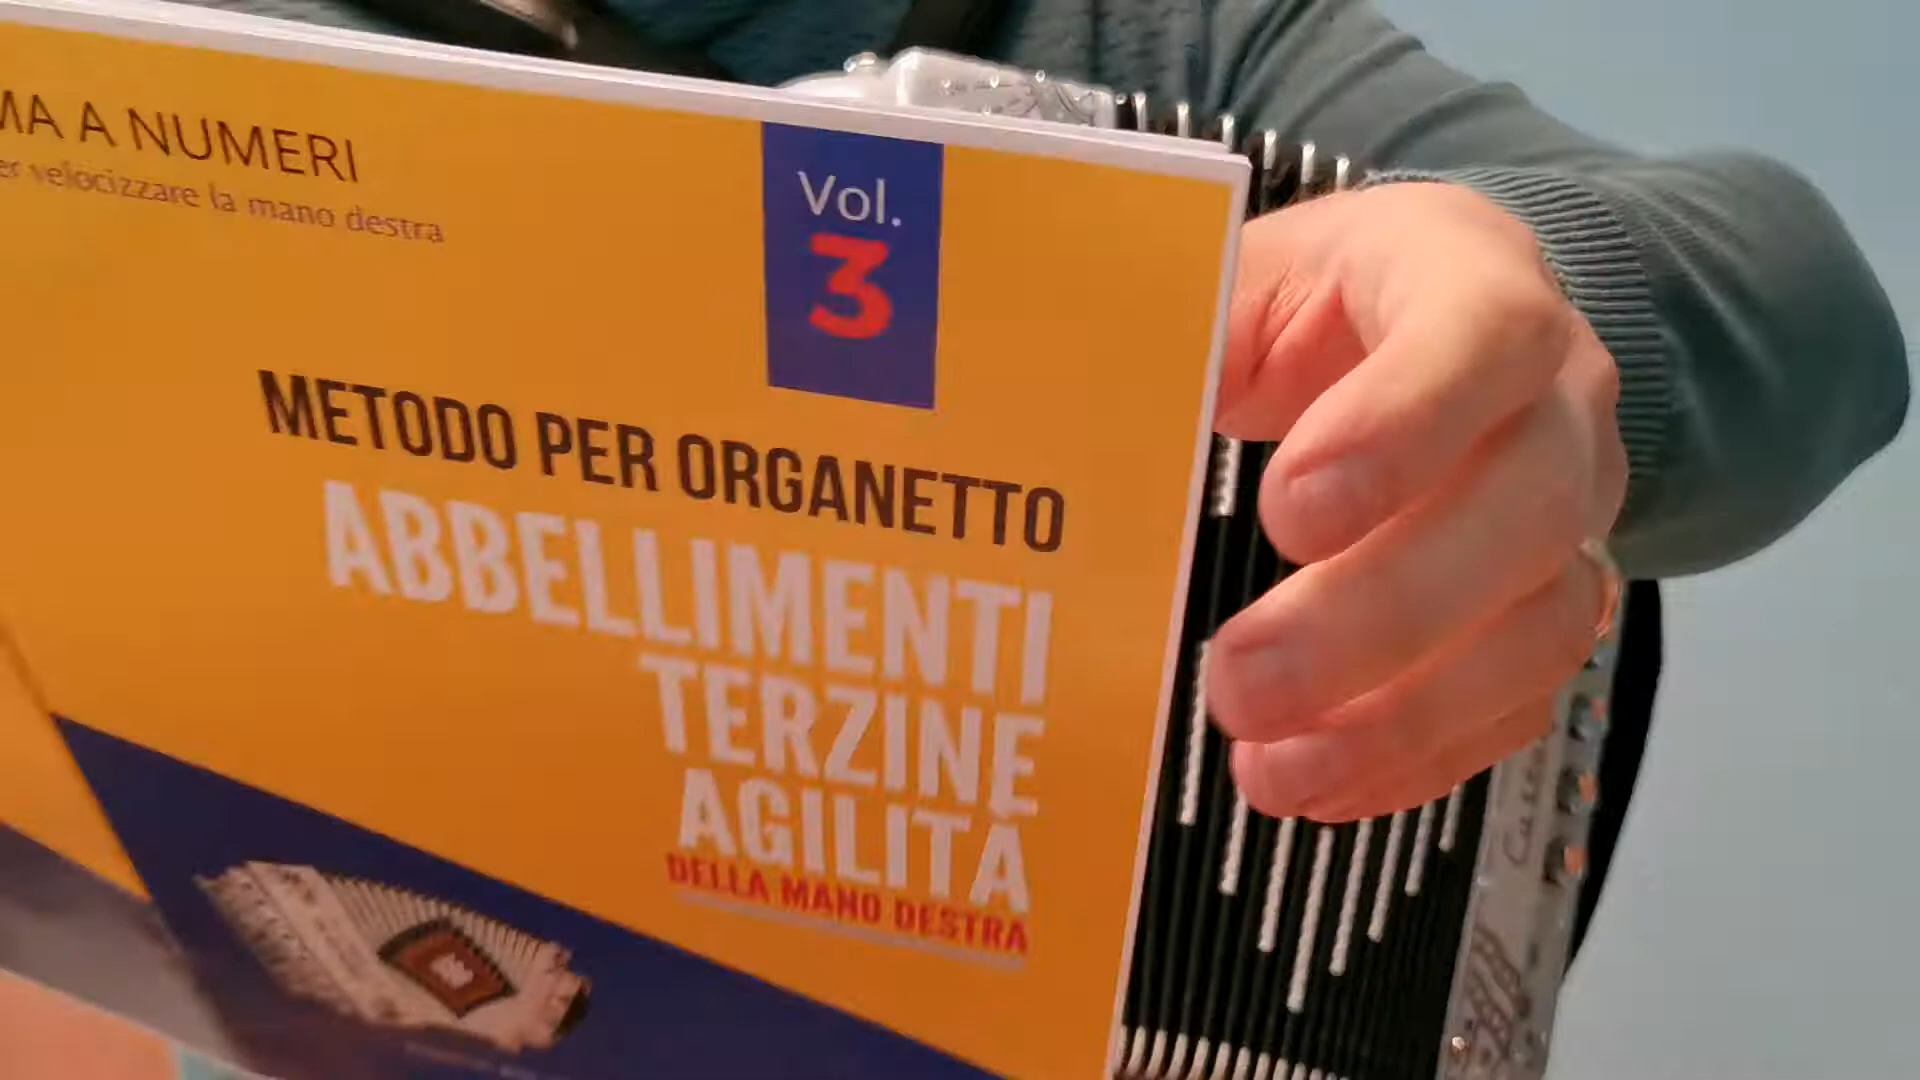 MA A NUMERI
er velocizzare la mano destra
Vol.
3
METODO PER ORGANETTO
ABBELLIMENTI
TERZINE
AGILITÀ
DELLA MANO DESTRA